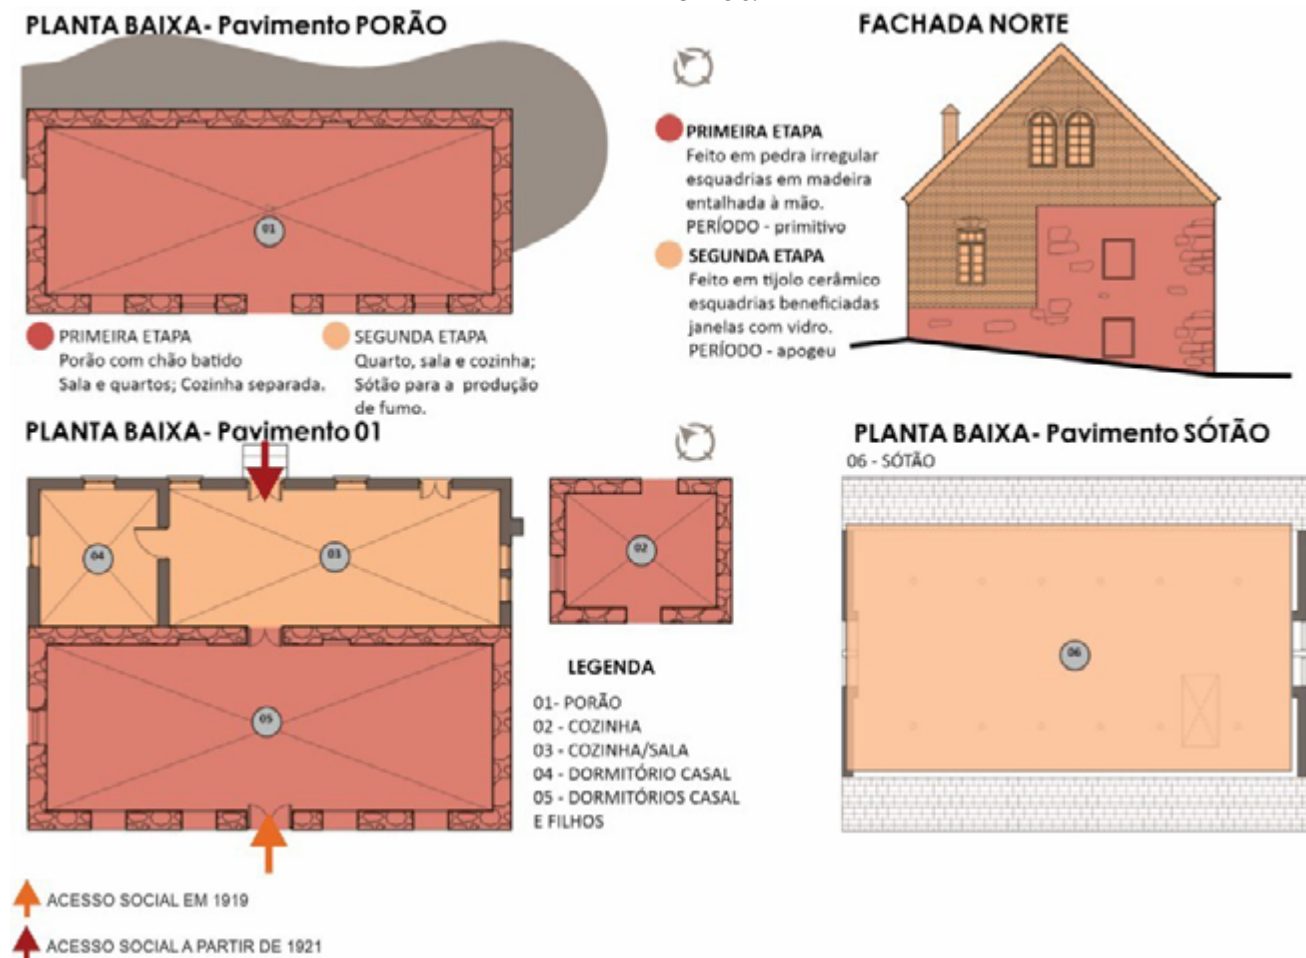 PLANTA BAIXA- Pavimento PORÃO
01
PRIMEIRA ETAPA
Porão com chão batido
Sala e quartos; Cozinha separada.
SEGUNDA ETAPA
Quarto, sala e cozinha;
Sótão para a produção
de fumo.
FACHADA NORTE
PRIMEIRA ETAPA
Feito em pedra irregular
esquadrias em madeira
entalhada à mão.
PERÍODO - primitivo
SEGUNDA ETAPA
Feito em tijolo cerâmico
esquadrias beneficiadas
janelas com vidro.
PERÍODO - apogeu
PLANTA BAIXA- Pavimento 01
04
03
05
02
LEGENDA
01- PORÃO
02 - COZINHA
03 - COZINHA/SALA
04 - DORMITÓRIO CASAL
05 - DORMITÓRIOS CASAL
E FILHOS
PLANTA BAIXA- Pavimento SÓTÃO
06 - SÓTÃO
06
ACESSO SOCIAL EM 1919
ACESSO SOCIAL A PARTIR DE 1921